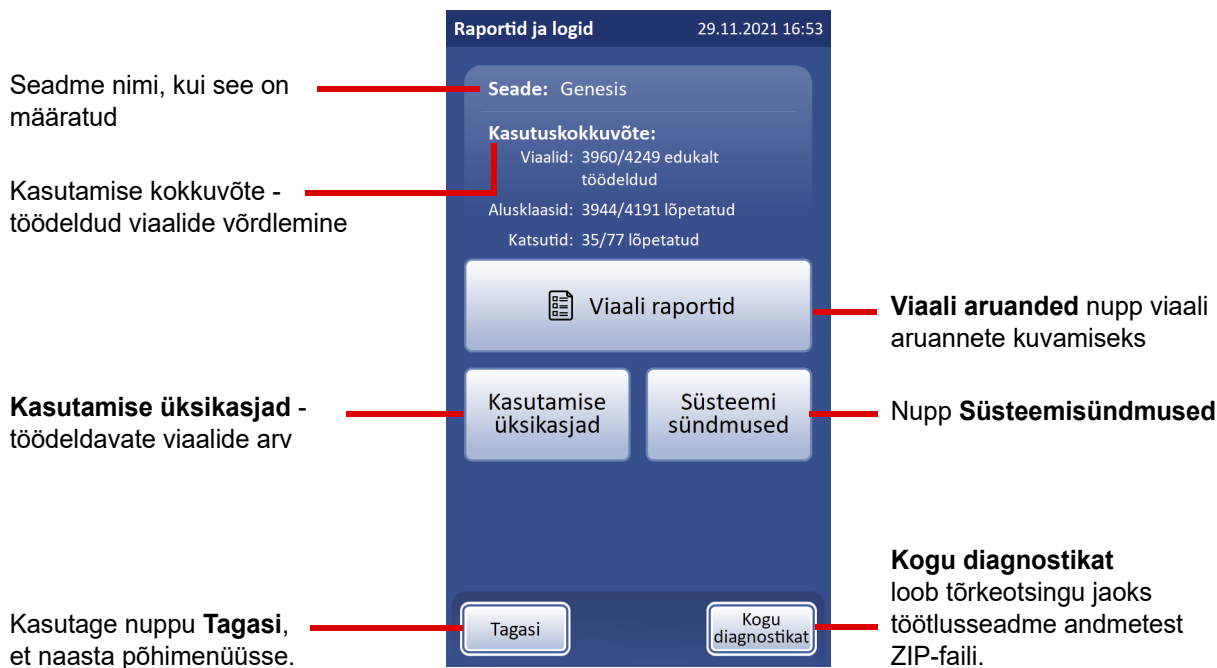 Raportid ja logid 29.11.2021 16:53
Seadme nimi, kui see on
määratud
Seade: Genesis
Kasutamise kokkuvõte -
töödeldud viaalide võrdlemine
Kasutuskokkuvõte:
Viaalid: 3960/4249 edukalt
töödeldud
Alusklaasid: 3944/4191 lõpetatud
Katsutid: 35/77 lõpetatud
Viaali raportid
Viaali aruanded nupp viaali
aruannete kuvamiseks
Kasutamise üksikasjad -
töödeldavate viaalide arv
Kasutamise
üksikasjad
Süsteemi
sündmused
Nupp Süsteemisündmused
Kasutage nuppu Tagasi,
et naasta põhimenüüsse.
Tagasi
Kogu
diagnostikat
Kogu diagnostikat
loob tõrkeotsingu jaoks
töötlusseadme andmetest
ZIP-faili.